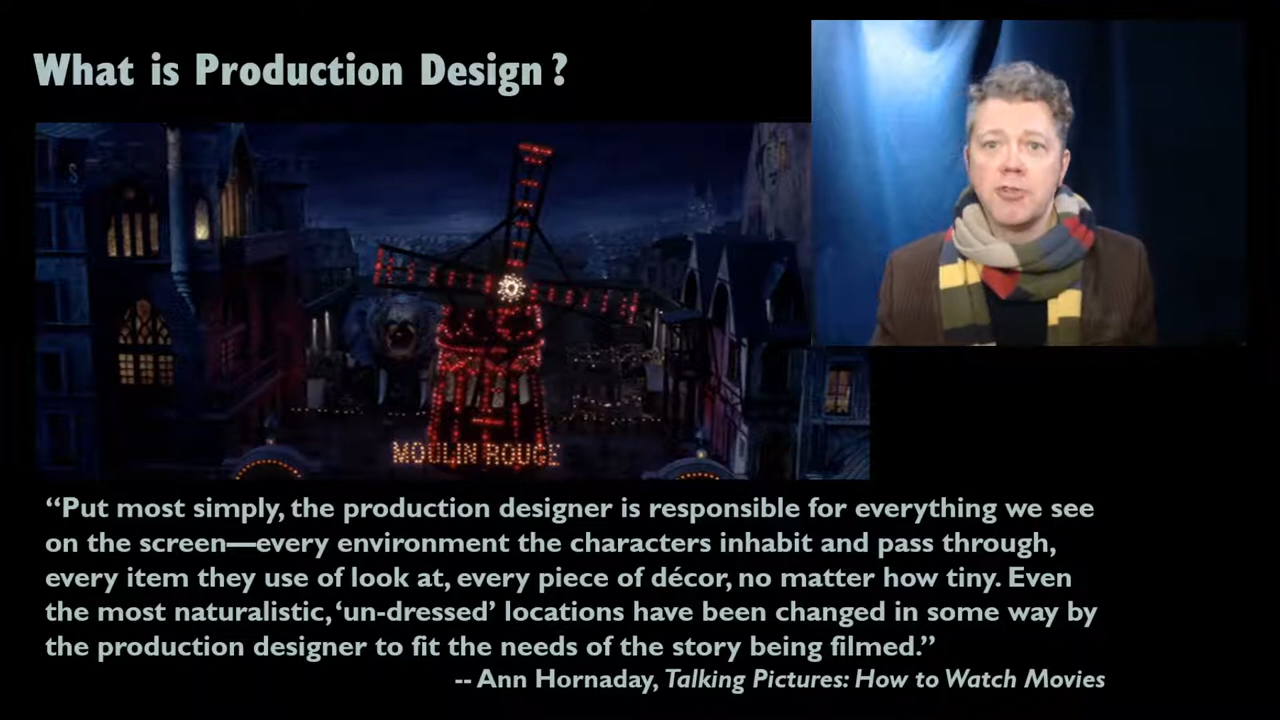 What is Production Design?
MOULIN ROUGE
“Put most simply, the production designer is responsible for everything we see
on the screen—every environment the characters inhabit and pass through,
every item they use of look at, every piece of décor, no matter how tiny. Even
the most naturalistic, ‘un-dressed’ locations have been changed in some way by
the production designer to fit the needs of the story being filmed.”
-- Ann Hornaday, Talking Pictures: How to Watch Movies